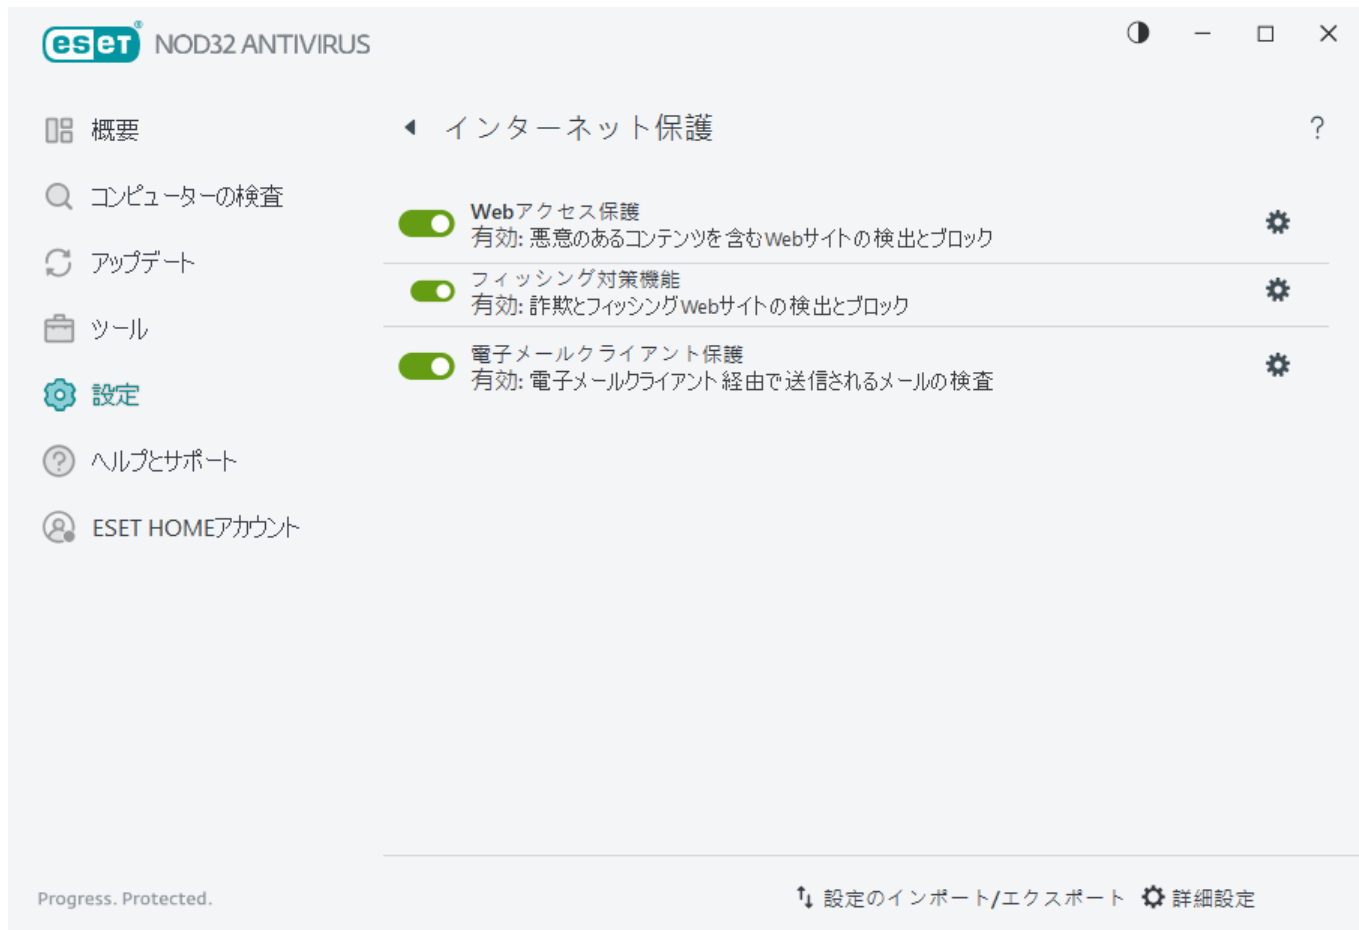 eset® NOD32 ANTIVIRUS
概要
コンピューターの検査
アップデート
ツール
設定
ヘルプとサポート
ESET HOMEアカウント
インターネット保護
?
Webアクセス保護
有効: 悪意のあるコンテンツを含むWebサイトの検出とブロック
フィッシング対策機能
有効: 詐欺とフィッシングWebサイトの検出とブロック
電子メールクライアント保護
有効: 電子メールクライアント経由で送信されるメールの検査
Progress. Protected.
設定のインポート/エクスポート 詳細設定